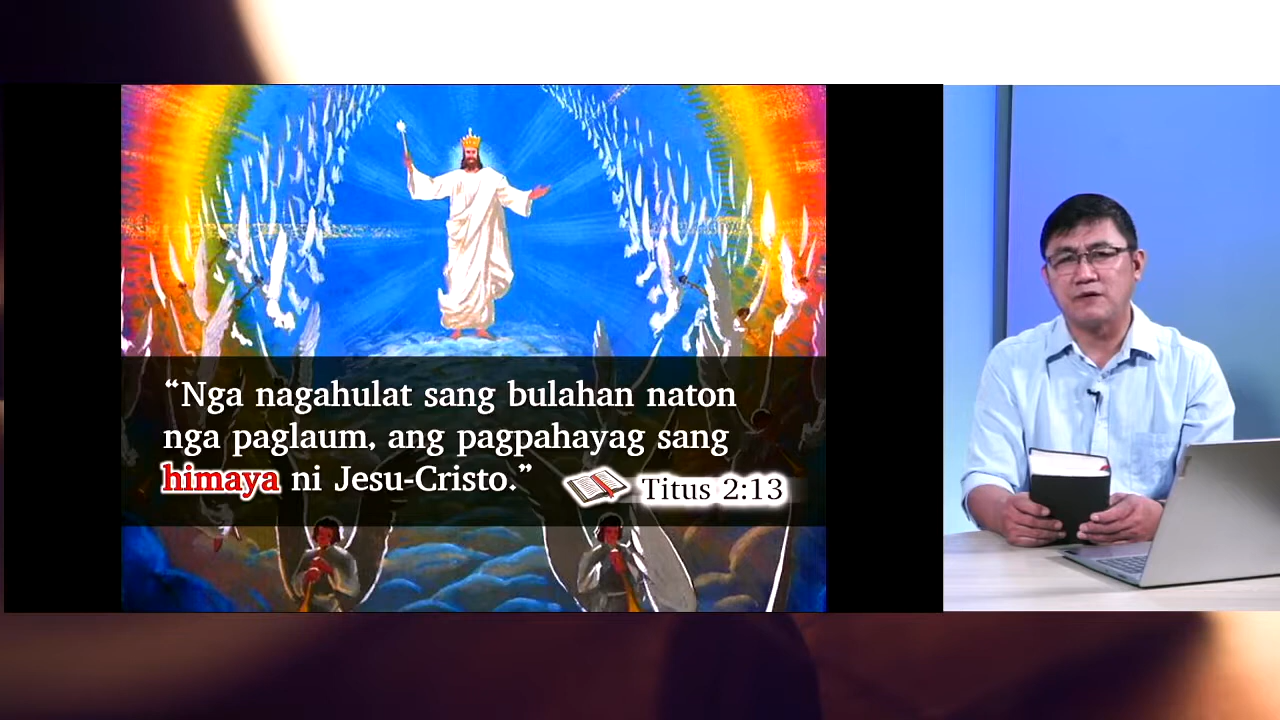 “Nga nagahulat sang bulahan naton
nga paglaum, ang pagpahayag sang
himaya ni Jesu-Cristo.”
Titus 2:13